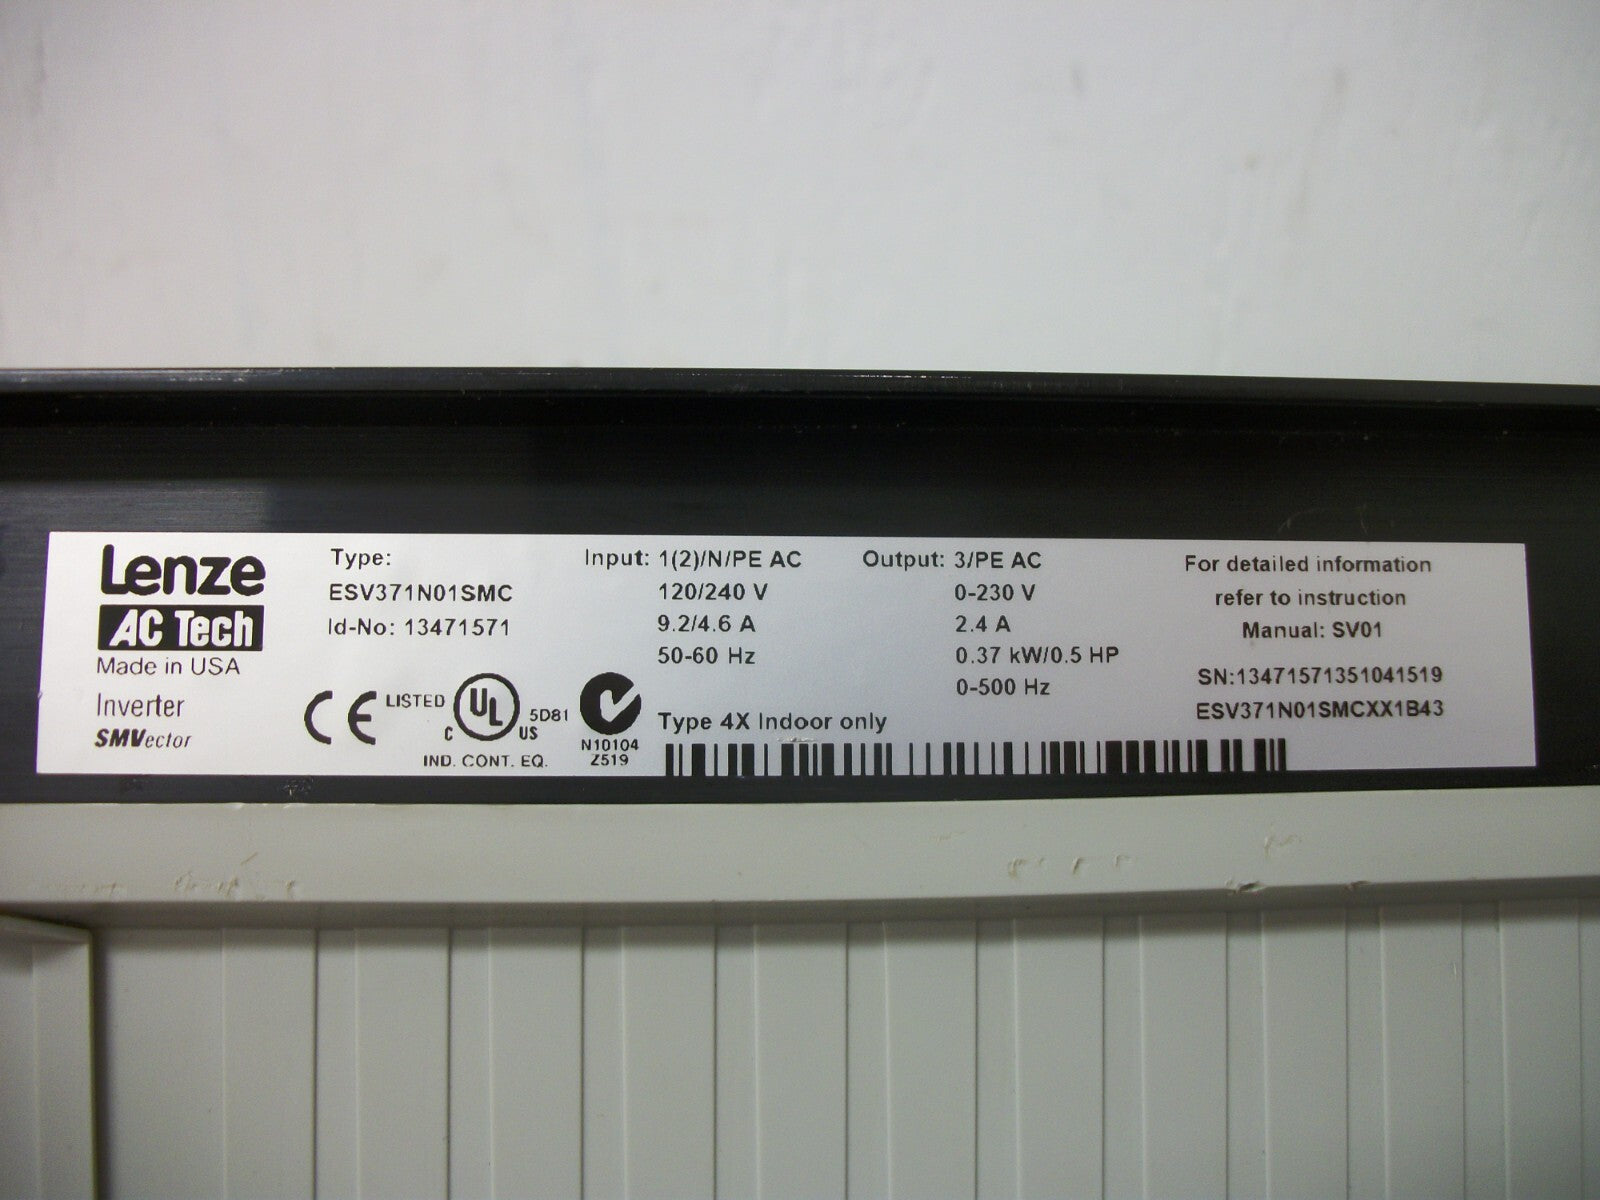 Lenze
AC Tech
Made in USA
Inverter
SMVector
Type:
ESV371N01SMC
Id-No: 13471571
CE
LISTED
C UL US
5D81
IND. CONT. EQ.
N10104
Z519
Input: 1(2)/N/PE AC
120/240 V
9.2/4.6 A
50-60 Hz
Type 4X Indoor only
Output: 3/PE AC
0-230 V
2.4 A
0.37 kW/0.5 HP
0-500 Hz
For detailed information
refer to instruction
Manual: SV01
SN:13471571351041519
ESV371N01SMCXX1B43